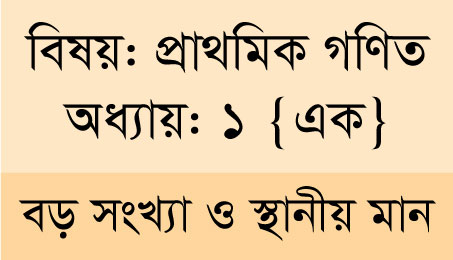 বিষয়: প্রাথমিক গণিত
অধ্যায়: ১ {এক}
বড় সংখ্যা ও স্থানীয় মান